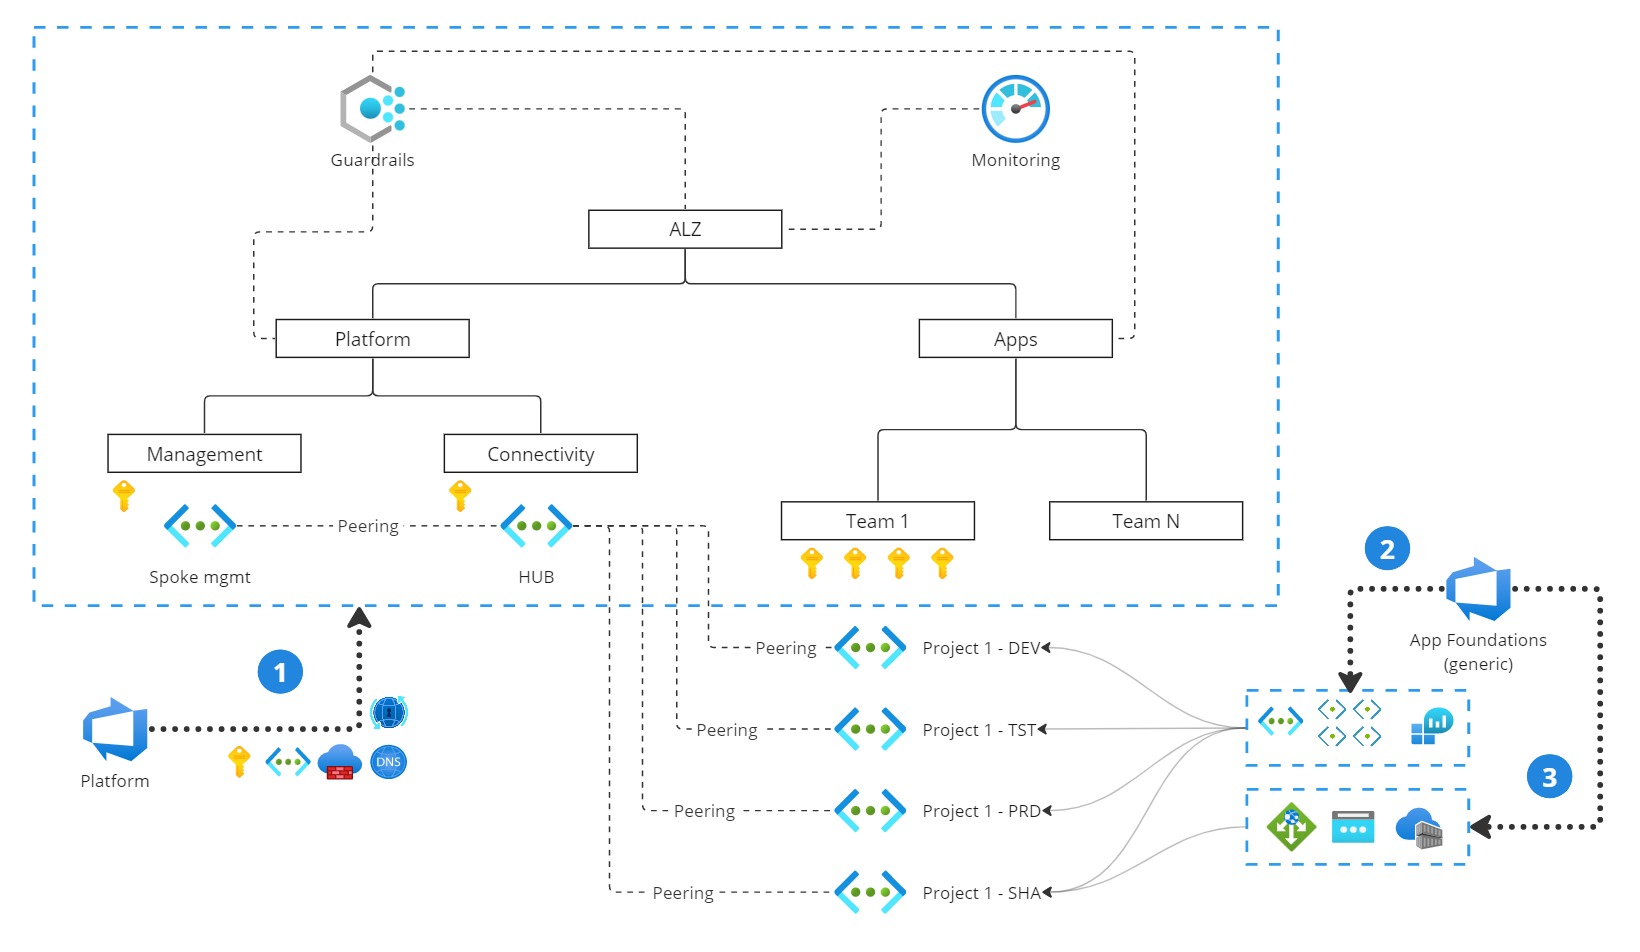 Guardrails
Monitoring
ALZ
Platform
Apps
Management
Connectivity
Team 1
Team N
Peering
Spoke mgmt
HUB
2
App Foundations
(generic)
1
Platform
DNS
Peering
Project 1 - DEV
Peering
Project 1 - TST
3
Peering
Project 1 - PRD
Peering
Project 1 - SHA